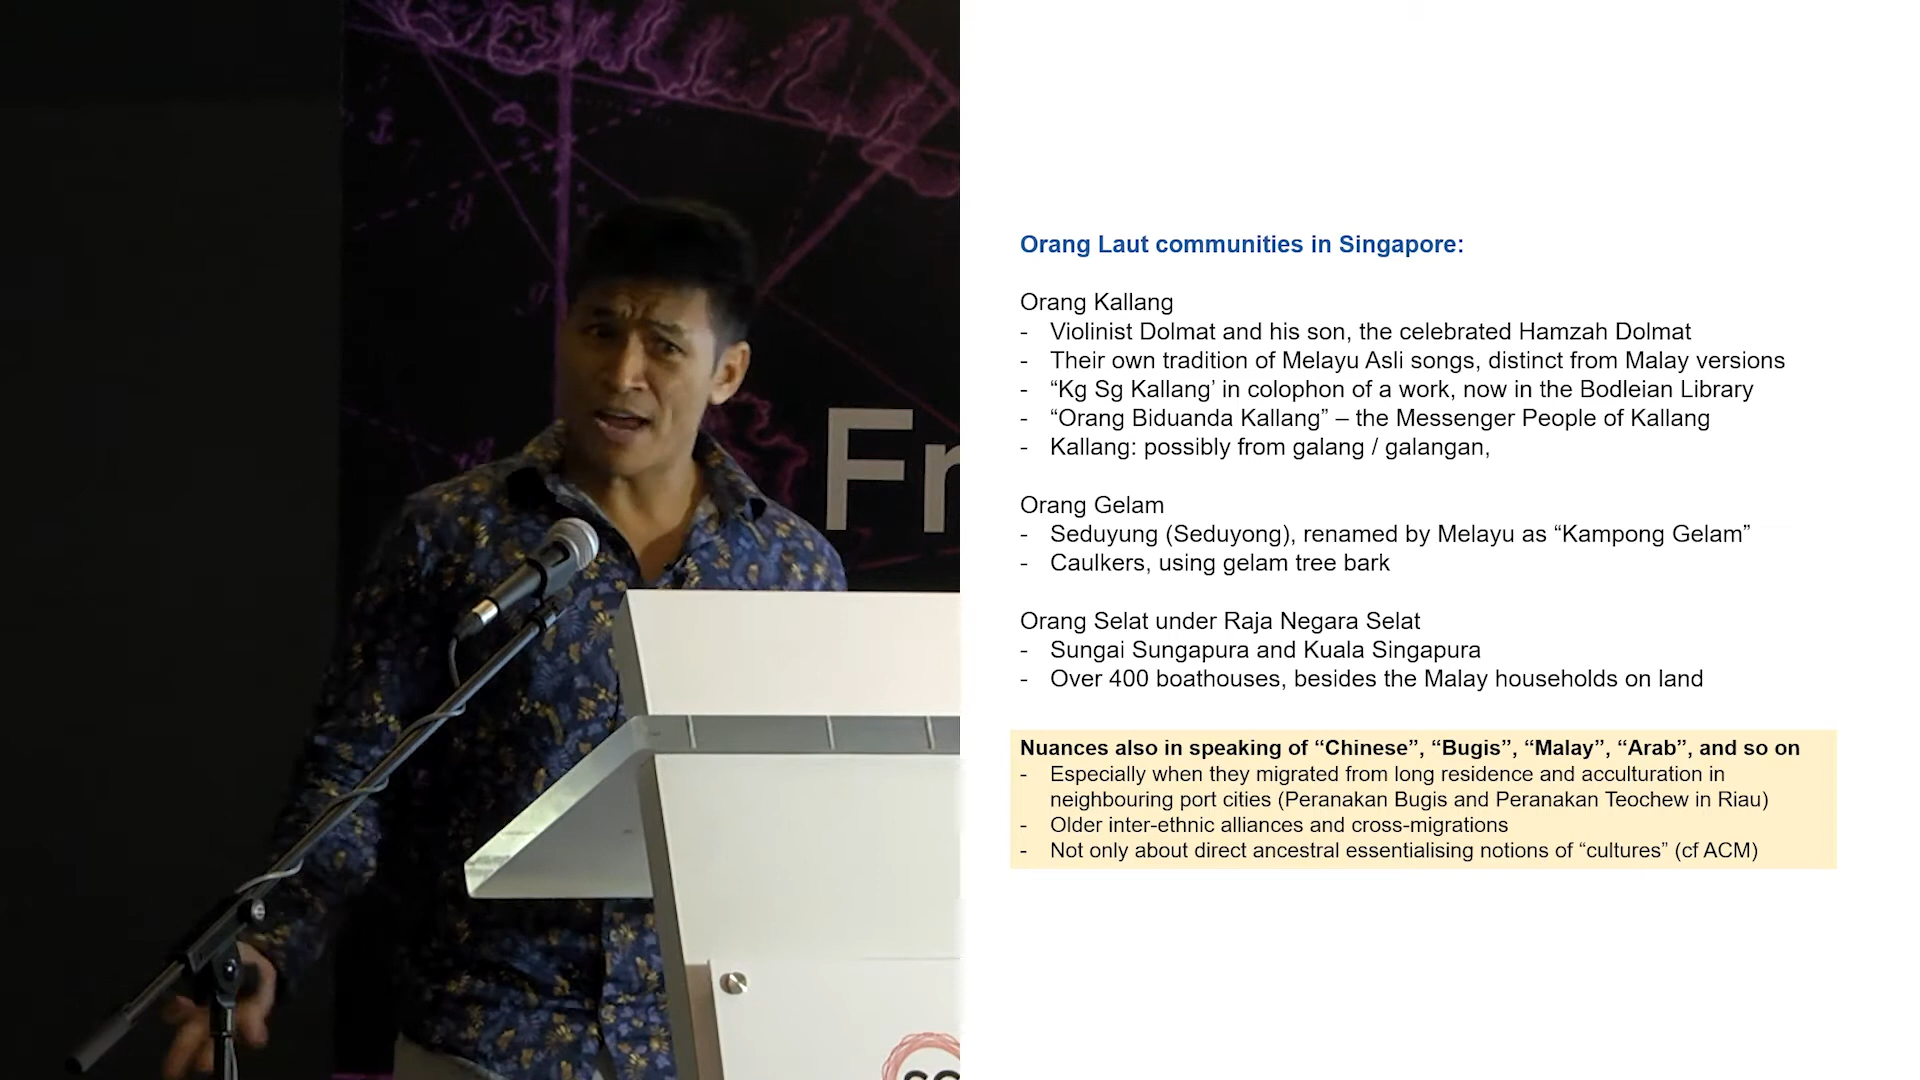 Fr
Orang Laut communities in Singapore:
Orang Kallang
- Violinist Dolmat and his son, the celebrated Hamzah Dolmat
- Their own tradition of Melayu Asli songs, distinct from Malay versions
- “Kg Sg Kallang’ in colophon of a work, now in the Bodleian Library
- “Orang Biduanda Kallang” – the Messenger People of Kallang
- Kallang: possibly from galang / galangan,
Orang Gelam
- Seduyung (Seduyong), renamed by Melayu as “Kampong Gelam”
- Caulkers, using gelam tree bark
Orang Selat under Raja Negara Selat
- Sungai Sungapura and Kuala Singapura
- Over 400 boathouses, besides the Malay households on land
Nuances also in speaking of “Chinese”, “Bugis”, “Malay”, “Arab”, and so on
- Especially when they migrated from long residence and acculturation in
neighbouring port cities (Peranakan Bugis and Peranakan Teochew in Riau)
- Older inter-ethnic alliances and cross-migrations
- Not only about direct ancestral essentialising notions of “cultures” (cf ACM)